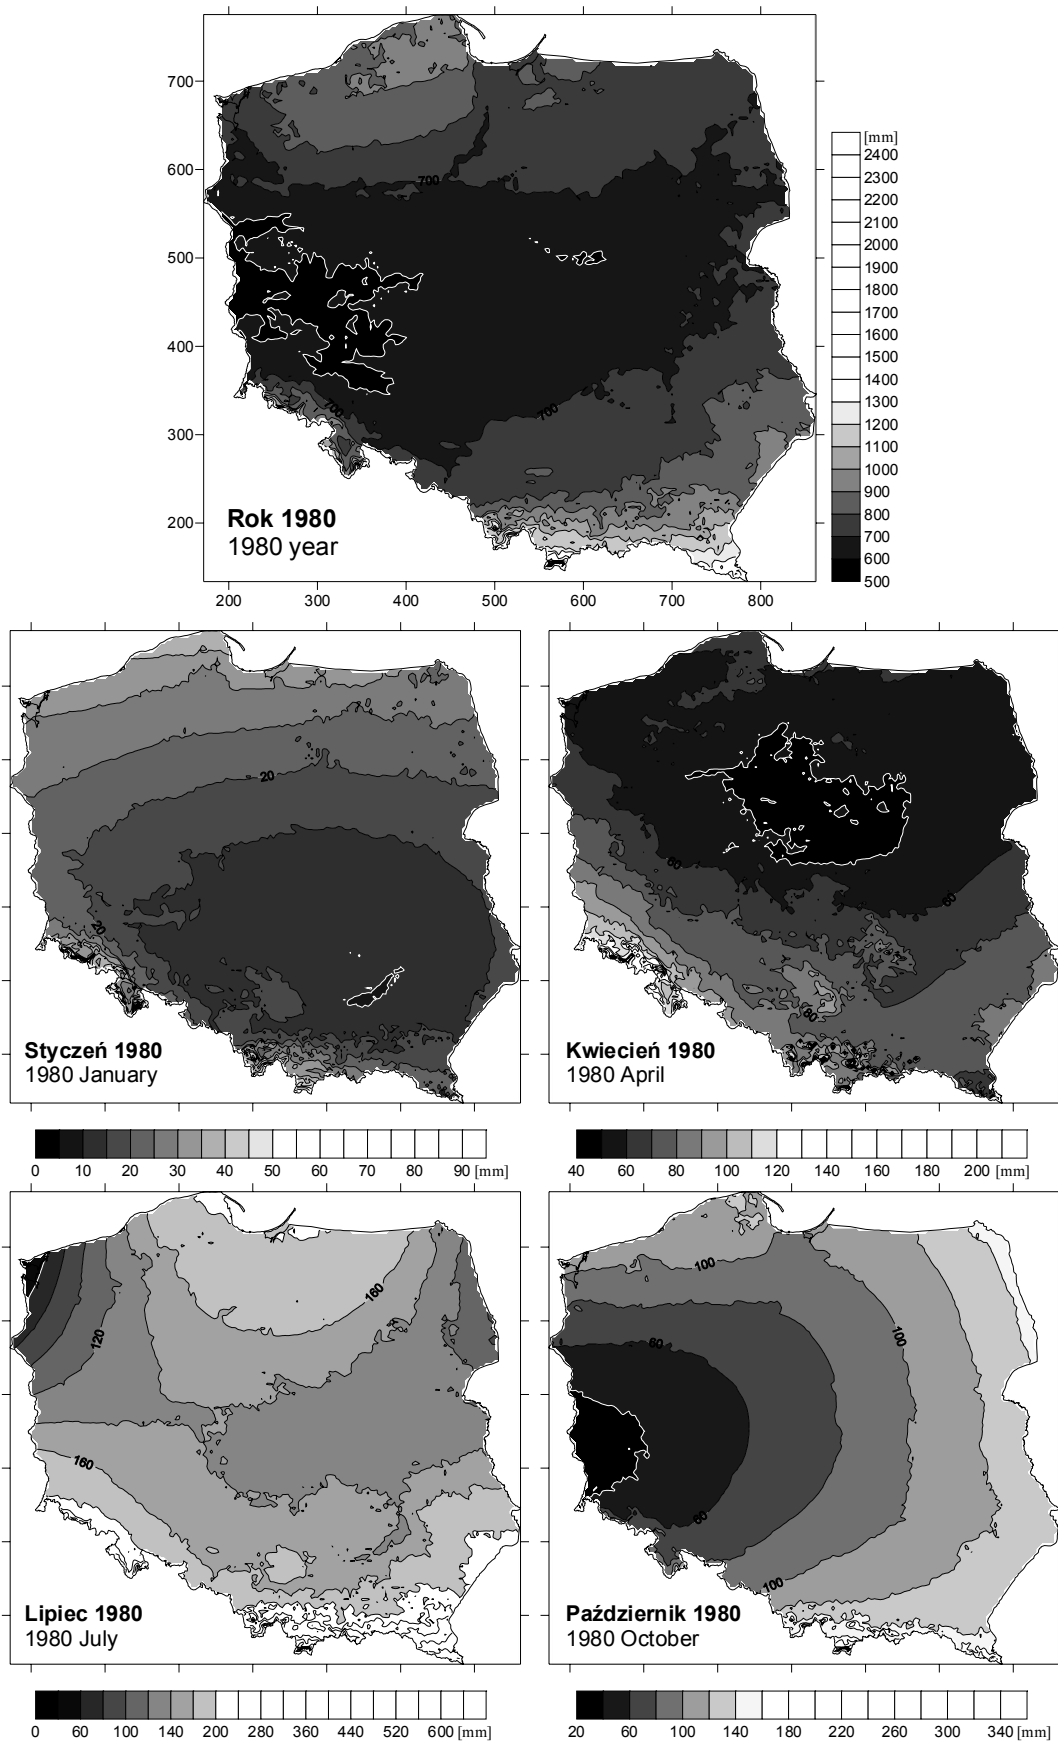 [mm]
700
2400
2300
600
2200
700
2100
500
2000
1900
1800
1700
400
1600
1500
1400
700
700
1300
300
1200
1100
1000
900
200
Rok 1980
800
1980 year
700
600
500
200 300 400 500 600 700 800
20
60
60
20
80
Styczeń 1980
1980 January
Kwiecień 1980
1980 April
0 10 20 30 40 50 60 70 80 90 [mm]
40 60 80 100 120 140 160 180 200 [mm]
100
160
120
100
60
160
60
100
Lipiec 1980
1980 July
Październik 1980
1980 October
0 60 100 140 200 280 360 440 520 600 [mm]
20 60 100 140 180 220 260 300 340 [mm]